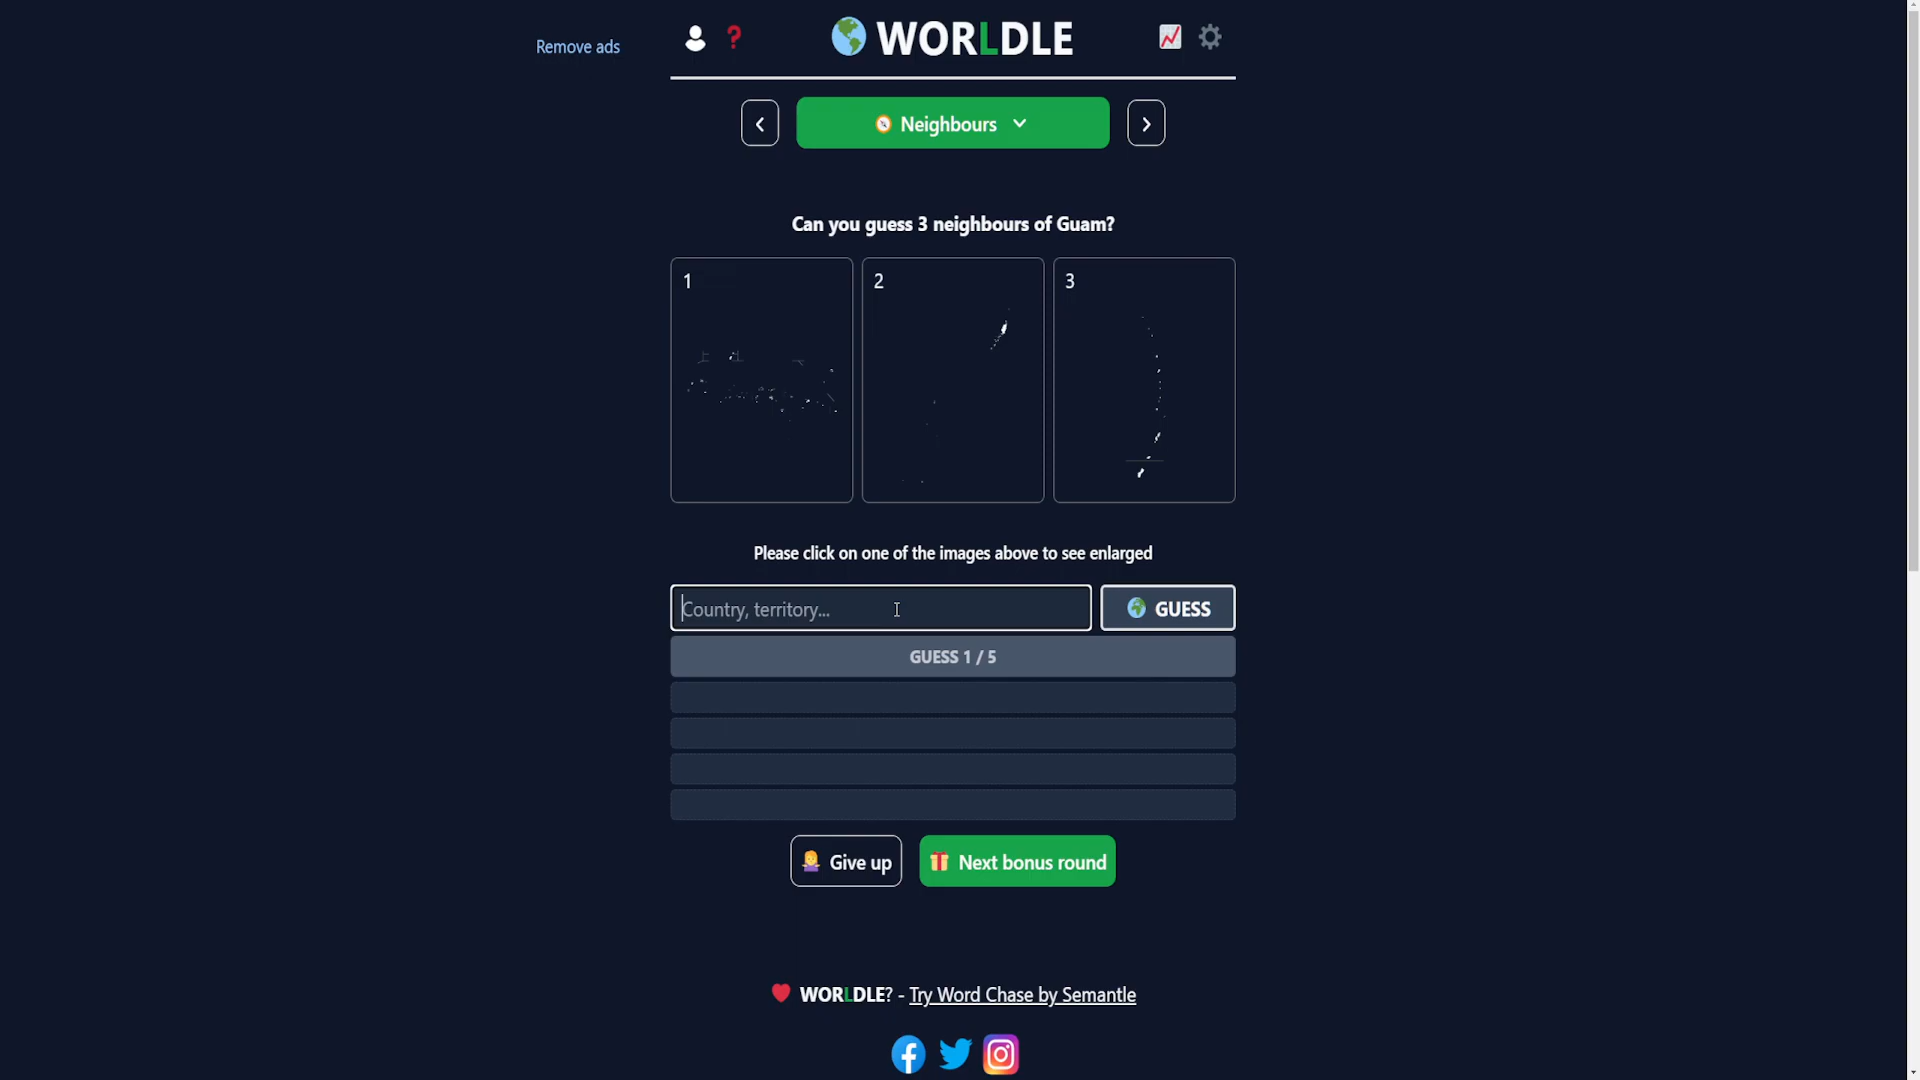 Remove ads
?
WORLDLE
Neighbours
Can you guess 3 neighbours of Guam?
1
2
3
Please click on one of the images above to see enlarged
Country, territory...
GUESS
GUESS 1 / 5
Give up
Next bonus round
WORLDLE? - Try Word Chase by Semantle